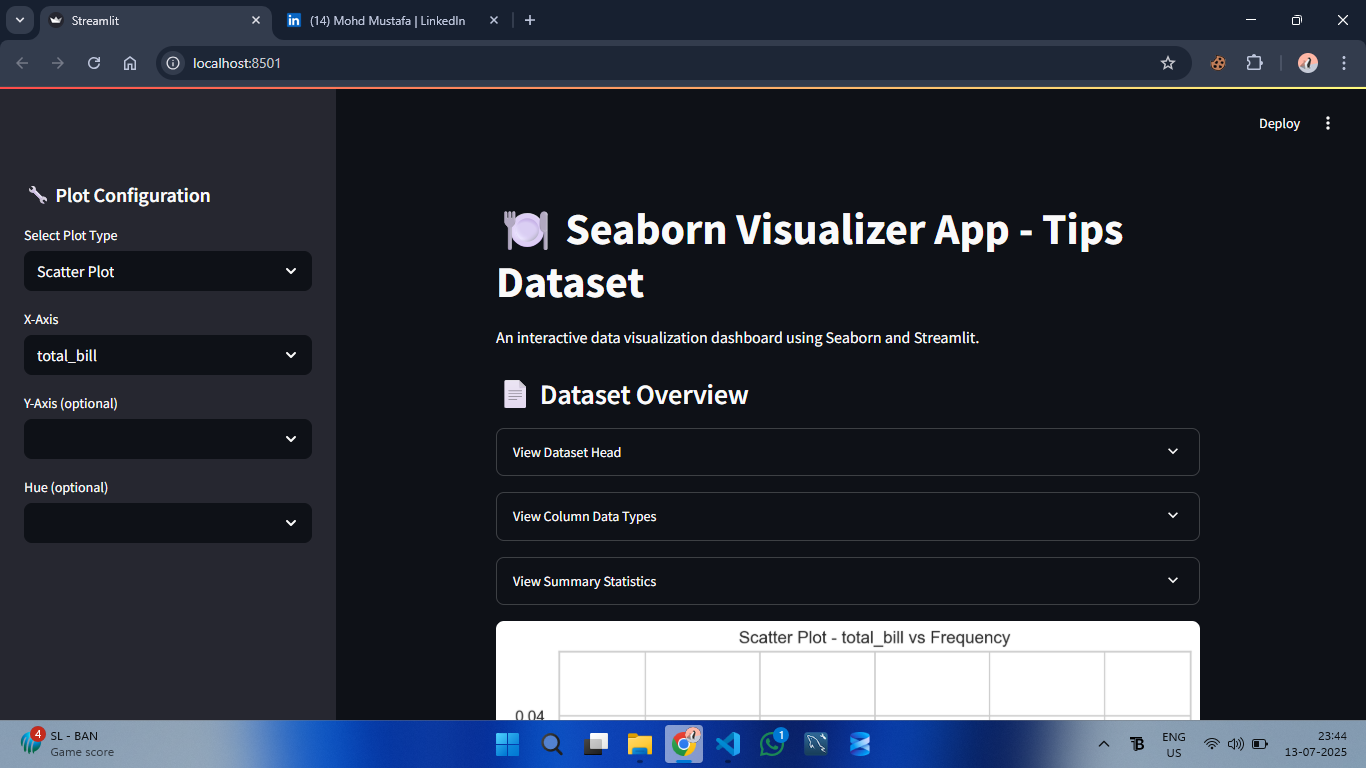 Streamlit
(14) Mohd Mustafa | LinkedIn
localhost:8501
Deploy
Plot Configuration
Select Plot Type
Scatter Plot
X-Axis
total_bill
Y-Axis (optional)
Hue (optional)
Seaborn Visualizer App - Tips
Dataset
An interactive data visualization dashboard using Seaborn and Streamlit.
Dataset Overview
View Dataset Head
View Column Data Types
View Summary Statistics
Scatter Plot - total_bill vs Frequency
0.04
4
SL - BAN
Game score
1
ENG
US
23:44
13-07-2025